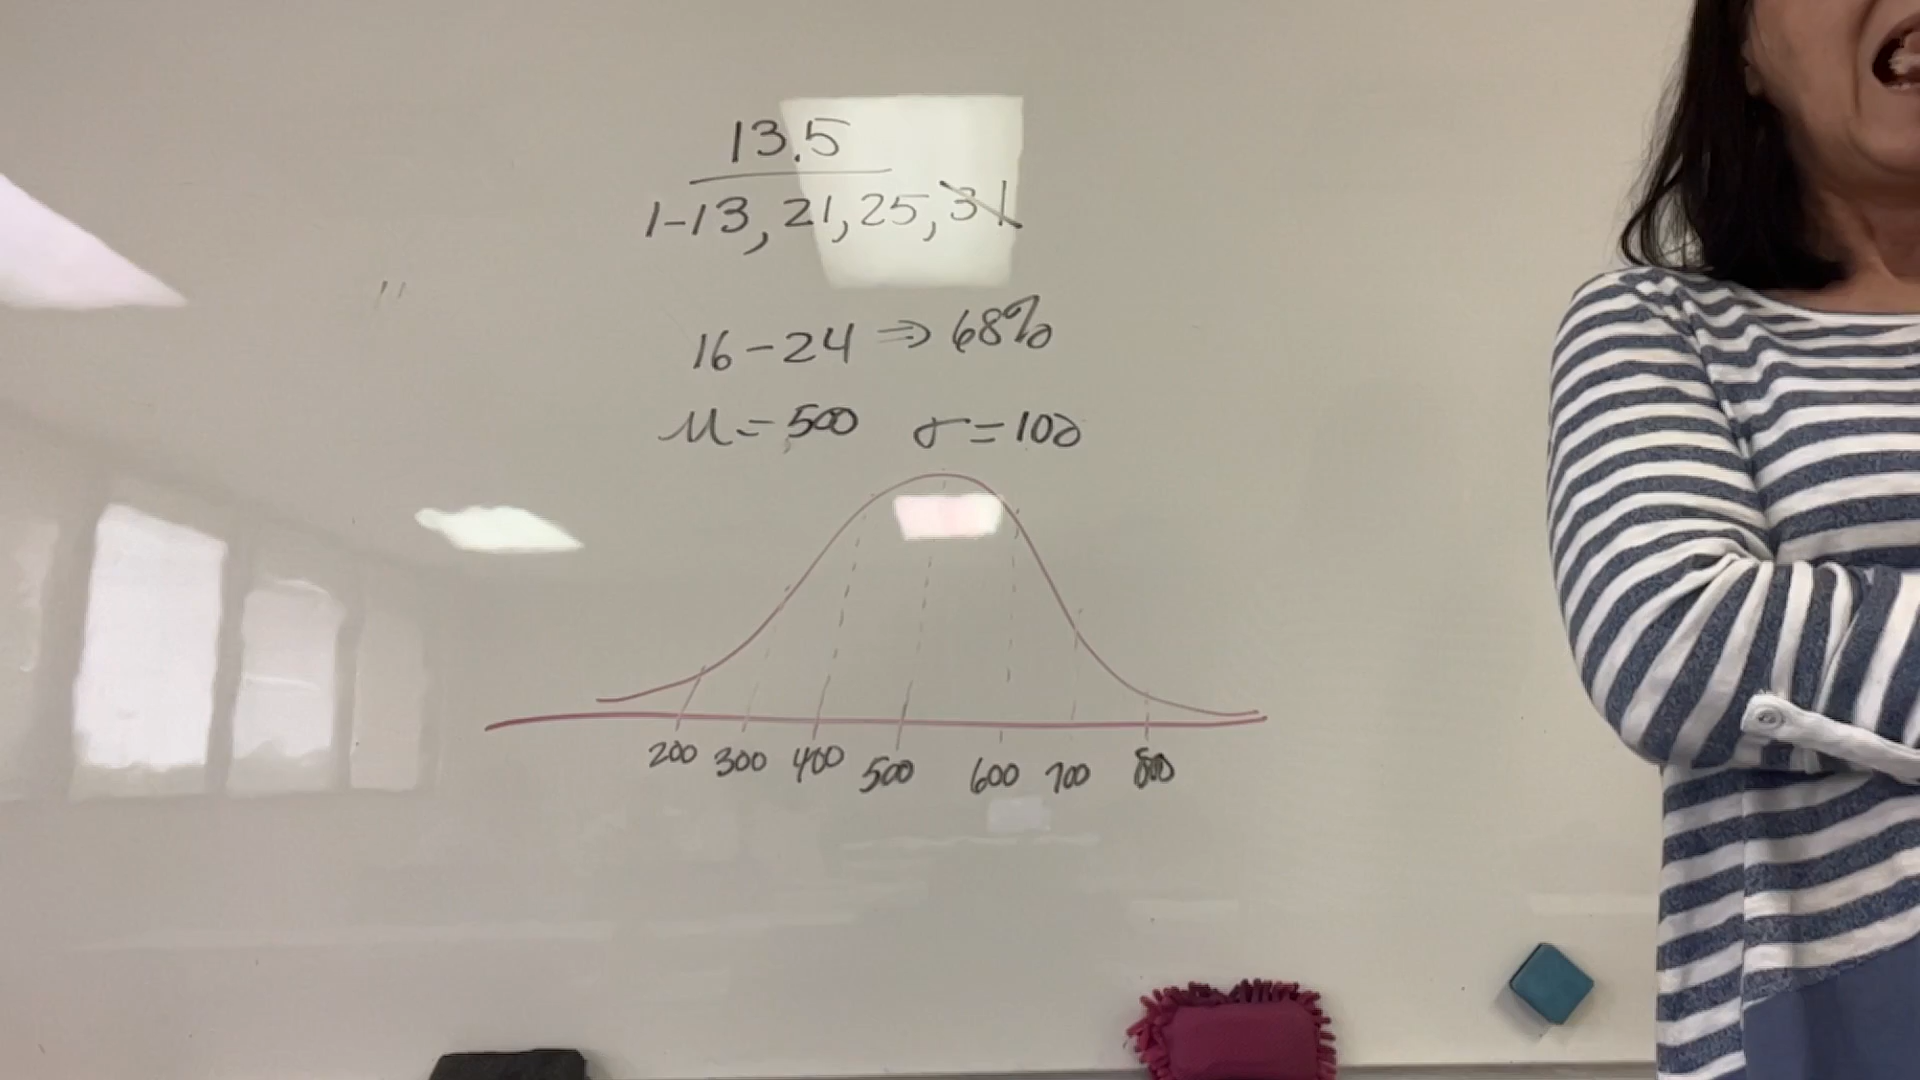 13.5
1-13, 21, 25, 31
16-24 ⇒ 68%
μ = 500 σ = 100
200 300 400 500 600 700 800